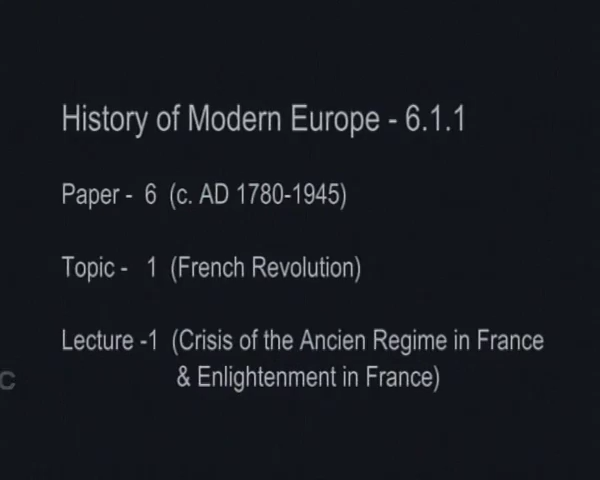 History of Modern Europe - 6.1.1
Paper - 6 (c. AD 1780-1945)
Topic - 1 (French Revolution)
Lecture -1 (Crisis of the Ancien Regime in France
& Enlightenment in France)
C